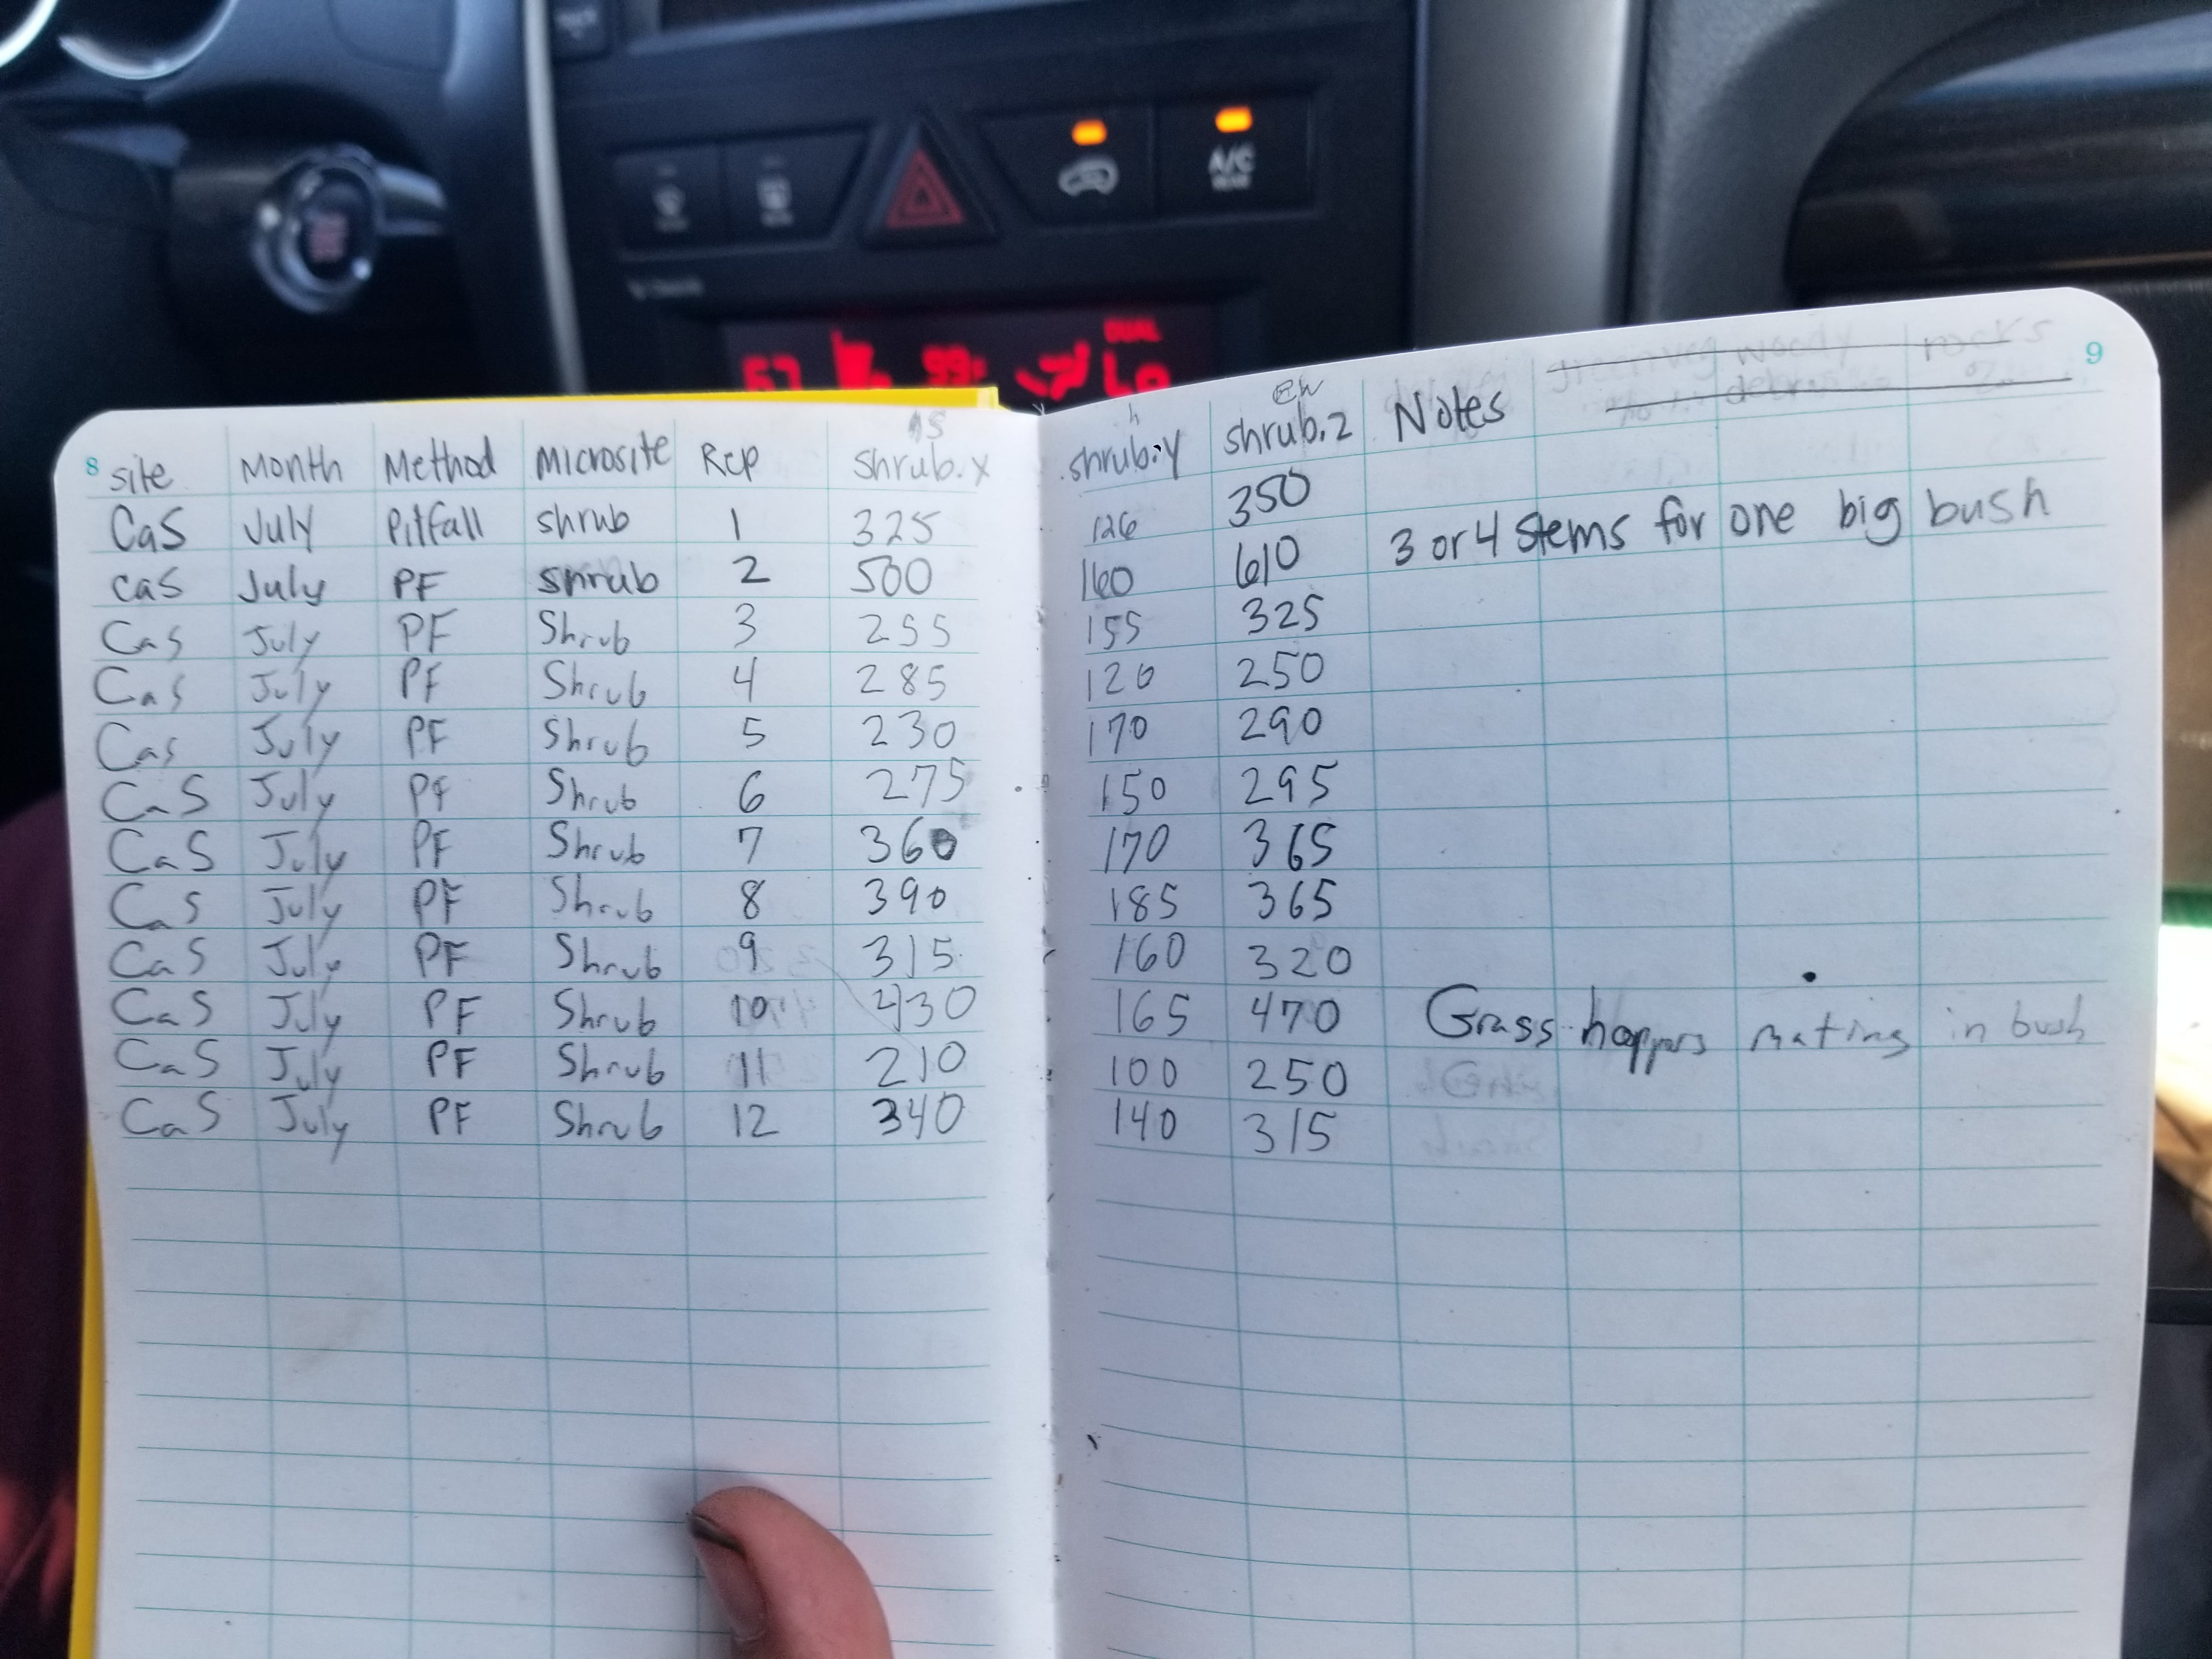 A/C
DUAL
8 site Month Method Microsite Rep shrub.x
CaS July Pitfall shrub 1 325
CaS July PF shrub 2 500
CaS July PF Shrub 3 255
CaS July PF Shrub 4 285
Cas July PF Shrub 5 230
CaS July Pf Shrub 6 275
CaS July PF Shrub 7 360
CaS July PF Shrub 8 390
CaS July PF Shrub 9 315
CaS July PF Shrub 10 430
CaS July PF Shrub 11 210
CaS July PF Shrub 12 340
9
h EW
shrub.y shrub.z Notes woody debris rocks
126 350
160 610 3 or 4 stems for one big bush
155 325
120 250
170 290
150 295
170 365
185 365
160 320
165 470 Grass hoppers mating in bush
100 250
140 315